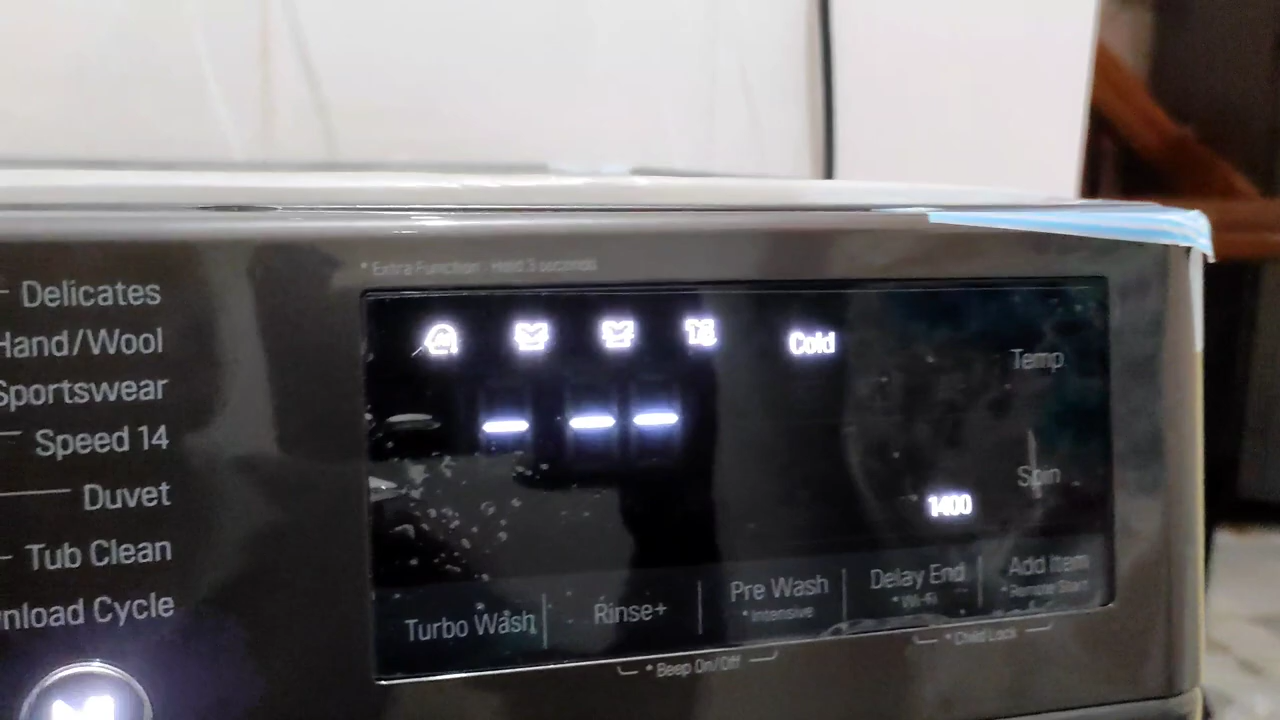 * Extra Function : Hold 3 seconds
Delicates
Hand/Wool
Sportswear
Speed 14
Duvet
Tub Clean
Cycle
Cold
Temp
Spin
1400
Turbo Wash
Rinse+
Pre Wash
* Intensive
Delay End
* Wi-Fi
Add Item
* Remote Start
* Beep On/Off
* Child Lock